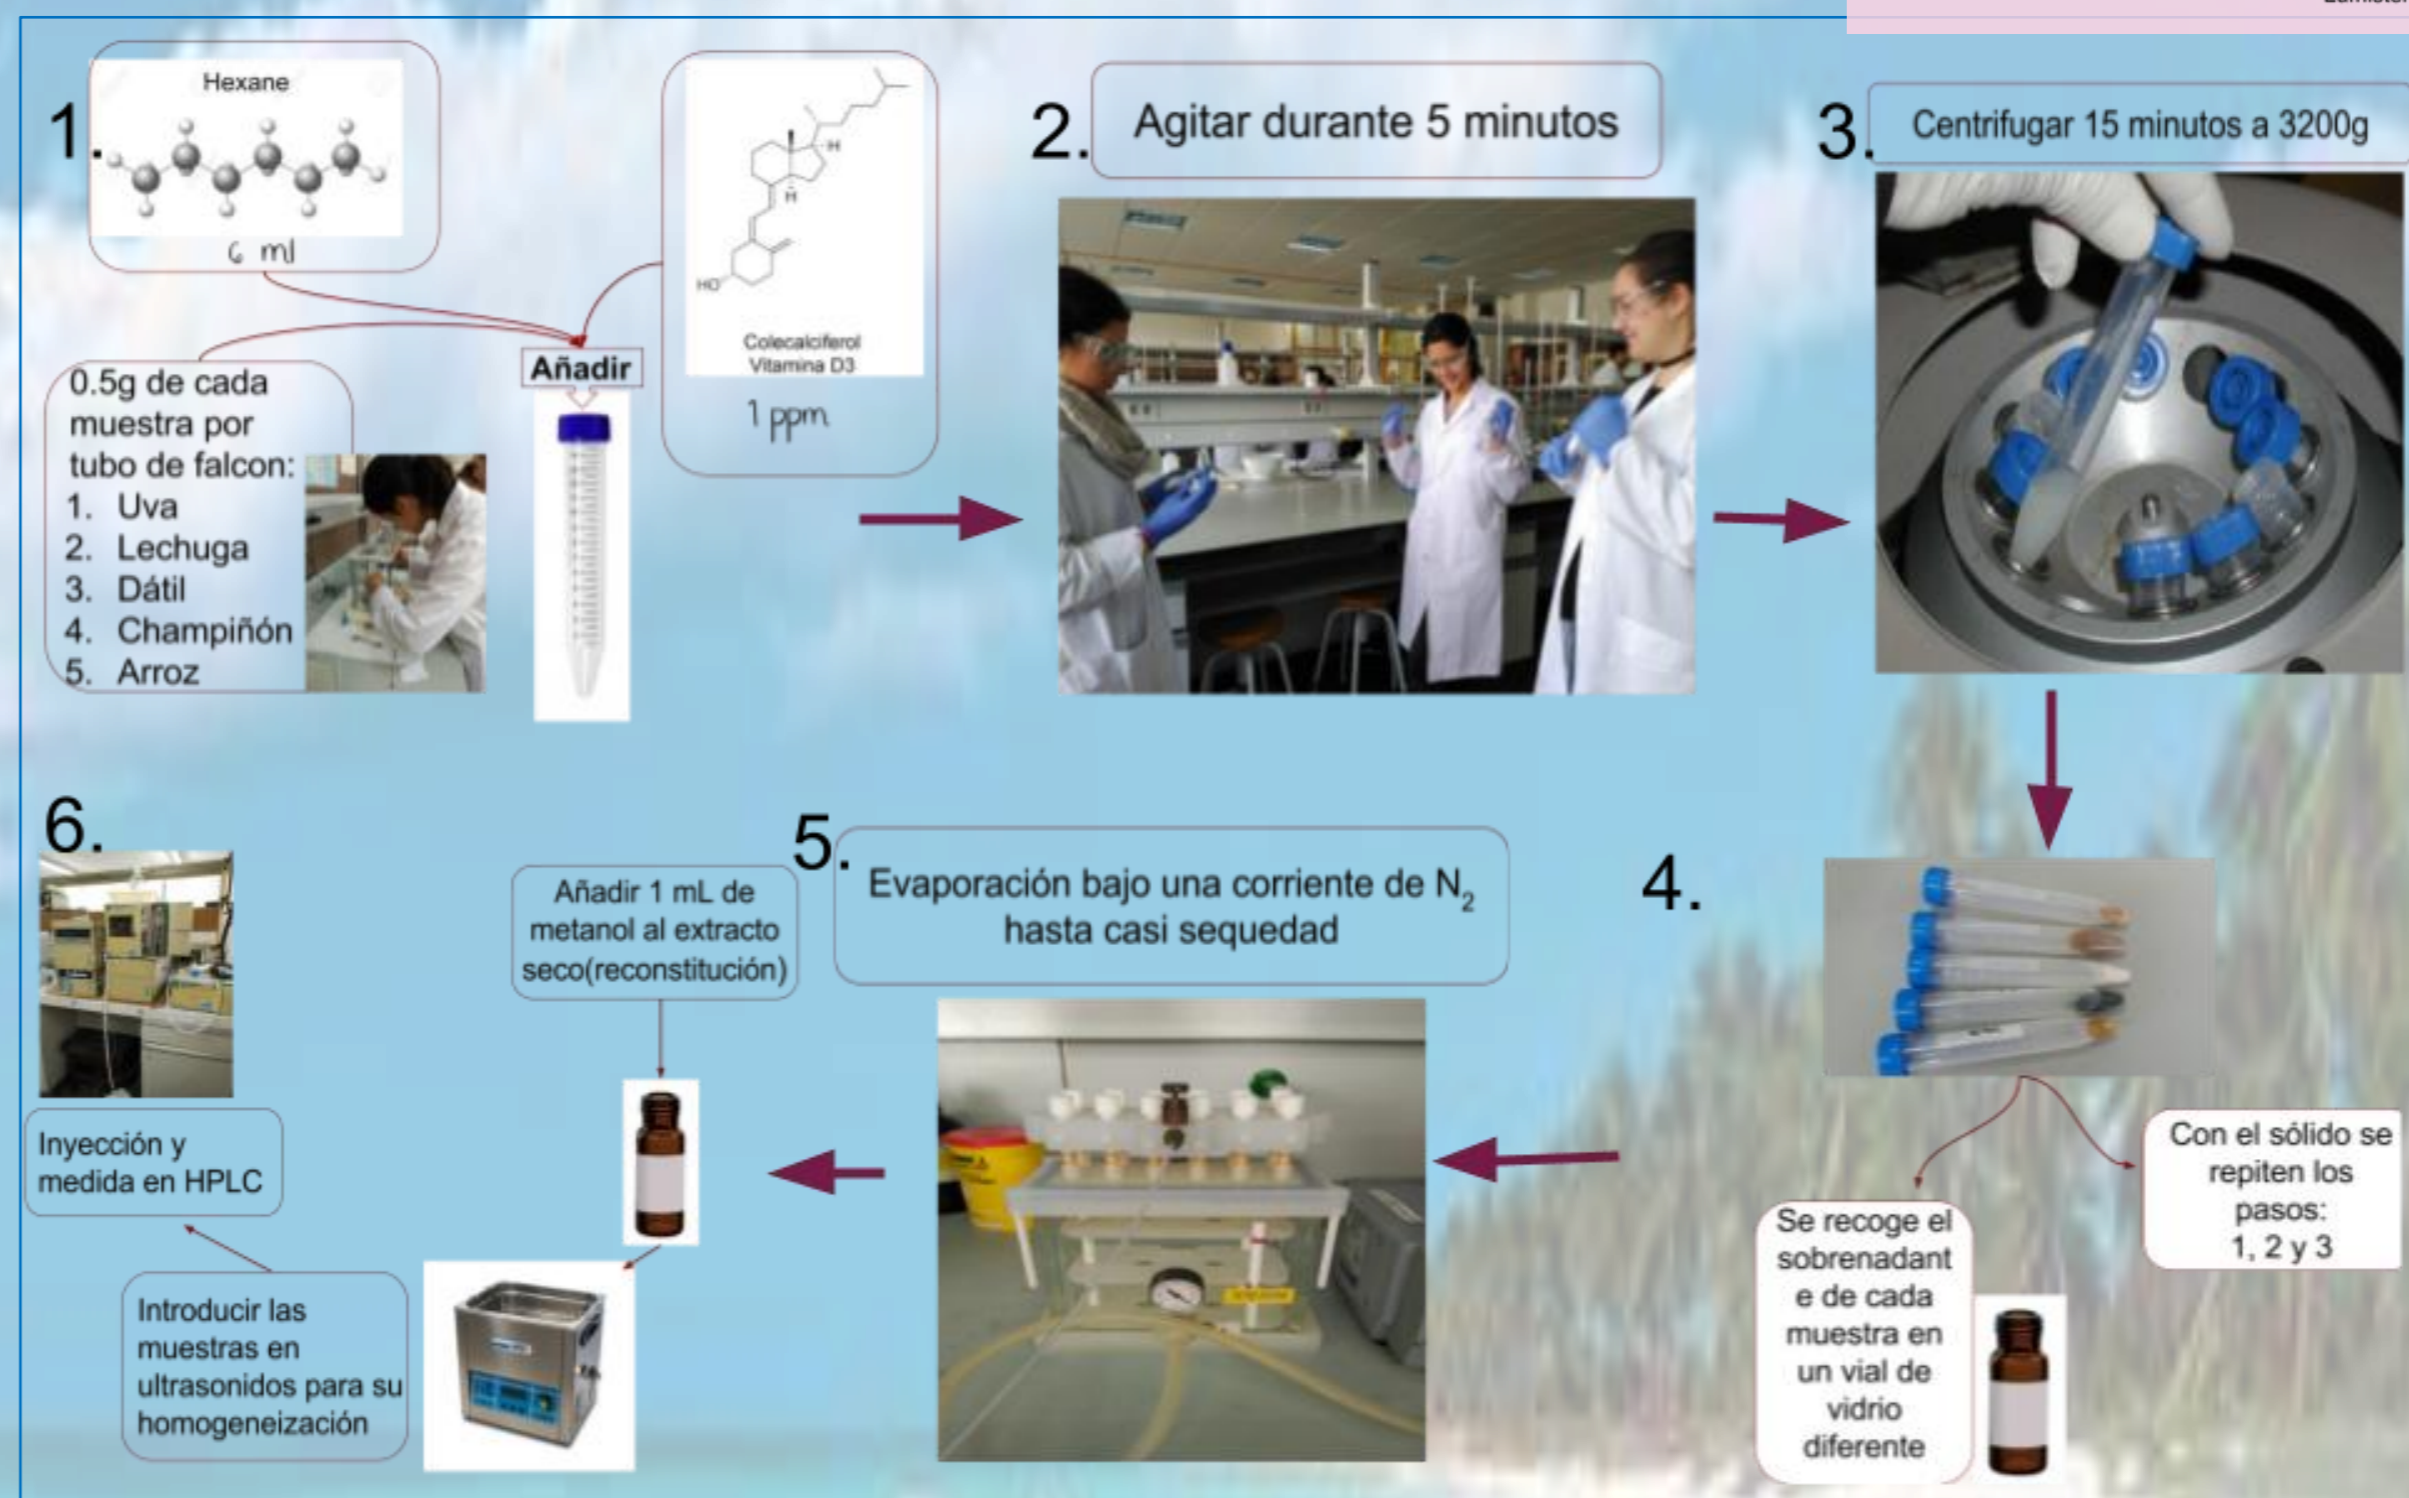 1.
Hexane
6 ml
Colecalciferol
Vitamina D3
1 ppm
Añadir
0.5g de cada
muestra por
tubo de falcon:
1. Uva
2. Lechuga
3. Dátil
4. Champiñón
5. Arroz
HO
H
H
2.
Agitar durante 5 minutos
3.
Centrifugar 15 minutos a 3200g
4.
Con el sólido se
repiten los
pasos:
1, 2 y 3
Se recoge el
sobrenadant
e de cada
muestra en
un vial de
vidrio
diferente
5.
Evaporación bajo una corriente de N2
hasta casi sequedad
Añadir 1 mL de
metanol al extracto
seco(reconstitución)
6.
Introducir las
muestras en
ultrasonidos para su
homogeneización
Inyección y
medida en HPLC